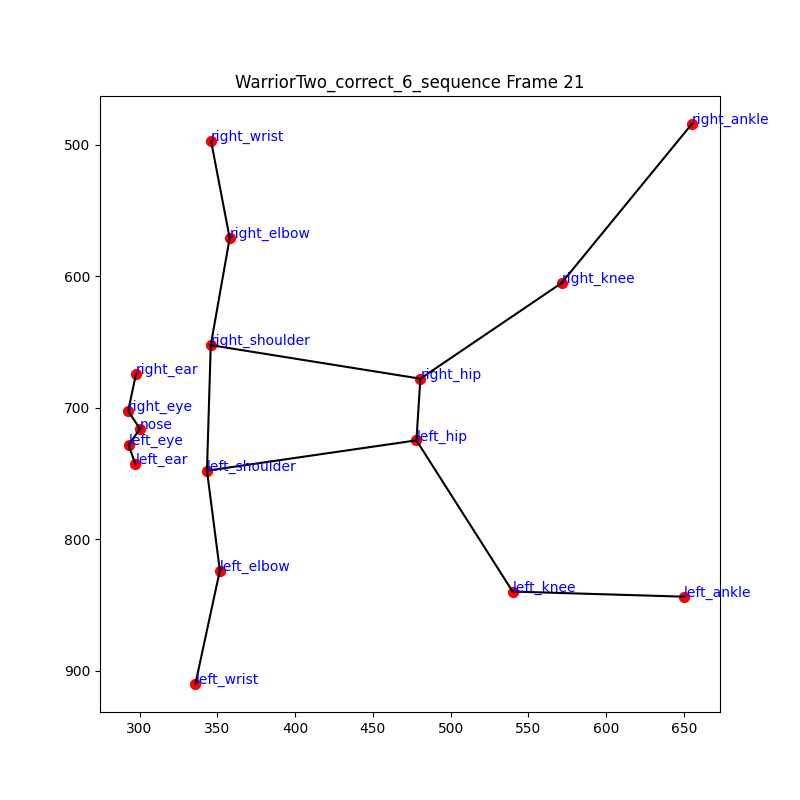 WarriorTwo_correct_6_sequence Frame 21
right_ankle
500
right_wrist
right_elbow
600
right_knee
right_shoulder
right_ear
right_hip
700
right_eye
nose
left_eye
left_hip
left_ear
left_shoulder
800
left_elbow
left_knee
left_ankle
900
left_wrist
300 350 400 450 500 550 600 650